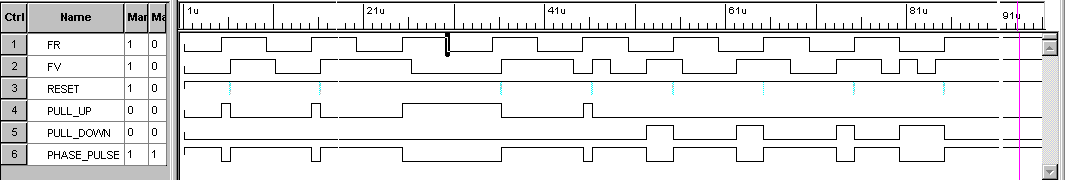 Ctrl Name Mar Ma 1u 21u 41u 61u 81u 91u
1 FR 1 0
2 FV 1 0
3 RESET 1 0
4 PULL_UP 0 0
5 PULL_DOWN 0 0
6 PHASE_PULSE 1 1